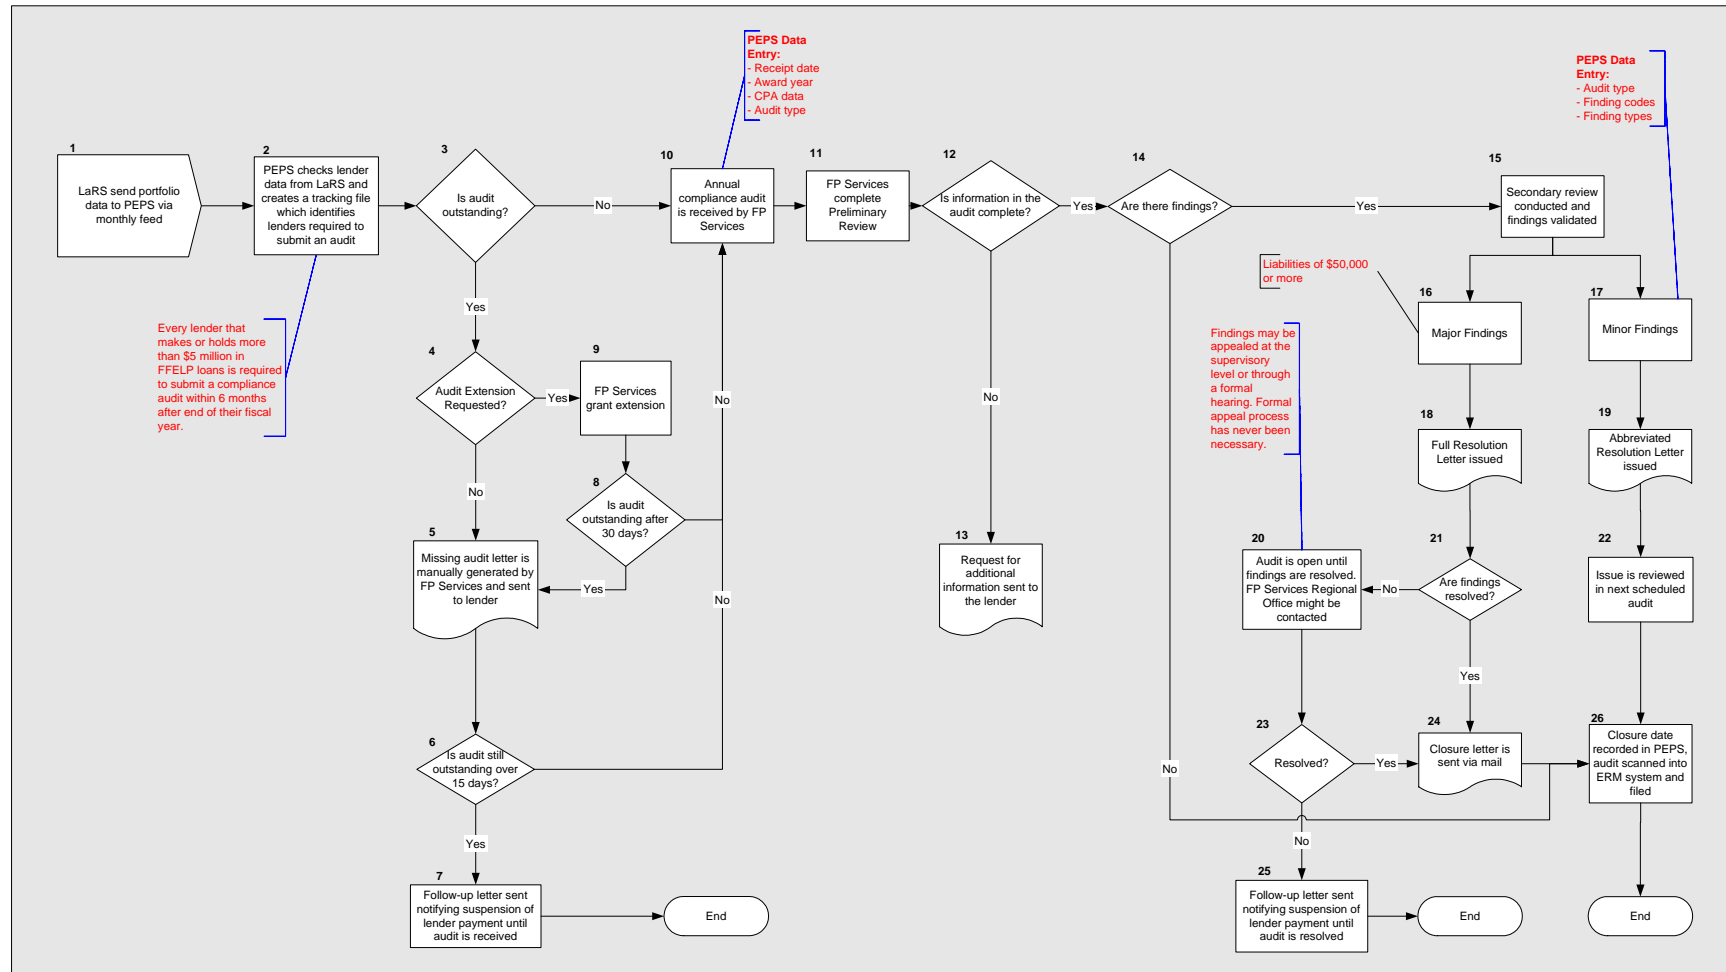 PEPS Data
Entry:
- Receipt date
- Award year
- CPA data
- Audit type
PEPS Data
Entry:
- Audit type
- Finding codes
- Finding types
1
LaRS send portfolio
data to PEPS via
monthly feed
2
PEPS checks lender
data from LaRS and
creates a tracking file
which identifies
lenders required to
submit an audit
Every lender that
makes or holds more
than $5 million in
FFELP loans is required
to submit a compliance
audit within 6 months
after end of their fiscal
year.
3
Is audit
outstanding?
No
Yes
4
Audit Extension
Requested?
Yes
No
9
FP Services
grant extension
8
Is audit
outstanding after
30 days?
Yes
No
5
Missing audit letter is
manually generated by
FP Services and sent
to lender
6
Is audit still
outstanding over
15 days?
No
Yes
7
Follow-up letter sent
notifying suspension of
lender payment until
audit is received
End
10
Annual
compliance audit
is received by FP
Services
11
FP Services
complete
Preliminary
Review
12
Is information in the
audit complete?
Yes
No
13
Request for
additional
information sent to
the lender
14
Are there findings?
Yes
No
15
Secondary review
conducted and
findings validated
Liabilities of $50,000
or more
16
Major Findings
17
Minor Findings
Findings may be
appealed at the
supervisory
level or through
a formal
hearing. Formal
appeal process
has never been
necessary.
18
Full Resolution
Letter issued
19
Abbreviated
Resolution Letter
issued
20
Audit is open until
findings are resolved.
FP Services Regional
Office might be
contacted
21
Are findings
resolved?
No
Yes
22
Issue is reviewed
in next scheduled
audit
23
Resolved?
Yes
No
24
Closure letter is
sent via mail
25
Follow-up letter sent
notifying suspension of
lender payment until
audit is resolved
End
26
Closure date
recorded in PEPS,
audit scanned into
ERM system and
filed
End